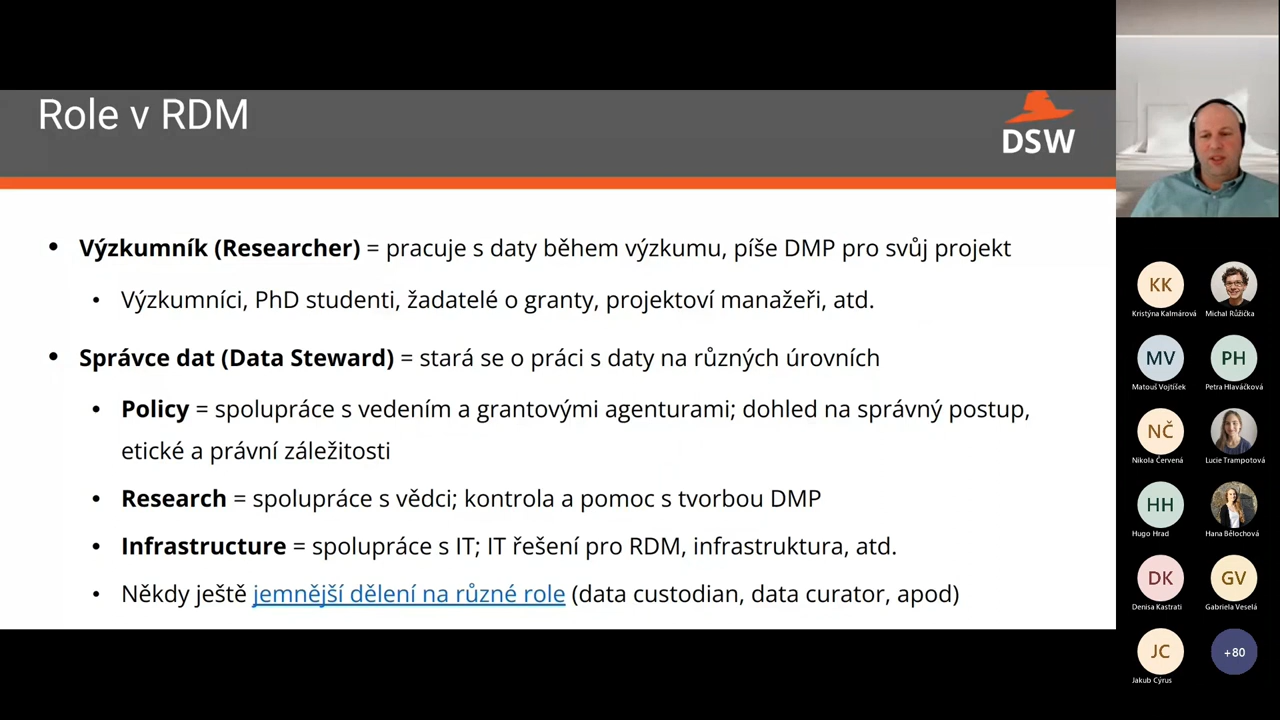 Role v RDM
DSW
• Výzkumník (Researcher) = pracuje s daty během výzkumu, píše DMP pro svůj projekt
• Výzkumníci, PhD studenti, žadatelé o granty, projektoví manažeři, atd.
• Správce dat (Data Steward) = stará se o práci s daty na různých úrovních
• Policy = spolupráce s vedením a grantovými agenturami; dohled na správný postup,
etické a právní záležitosti
• Research = spolupráce s vědci; kontrola a pomoc s tvorbou DMP
• Infrastructure = spolupráce s IT; IT řešení pro RDM, infrastruktura, atd.
• Někdy ještě jemnější dělení na různé role (data custodian, data curator, apod)
KK
Kristýna Kalmárová
Michal Růžička
MV
Matouš Vojtíšek
PH
Petra Hlaváčková
NČ
Nikola Červená
Lucie Trampotová
HH
Hugo Hrad
Hana Bělochová
DK
Denisa Kastrati
GV
Gabriela Veselá
JC
Jakub Cýrus
+80